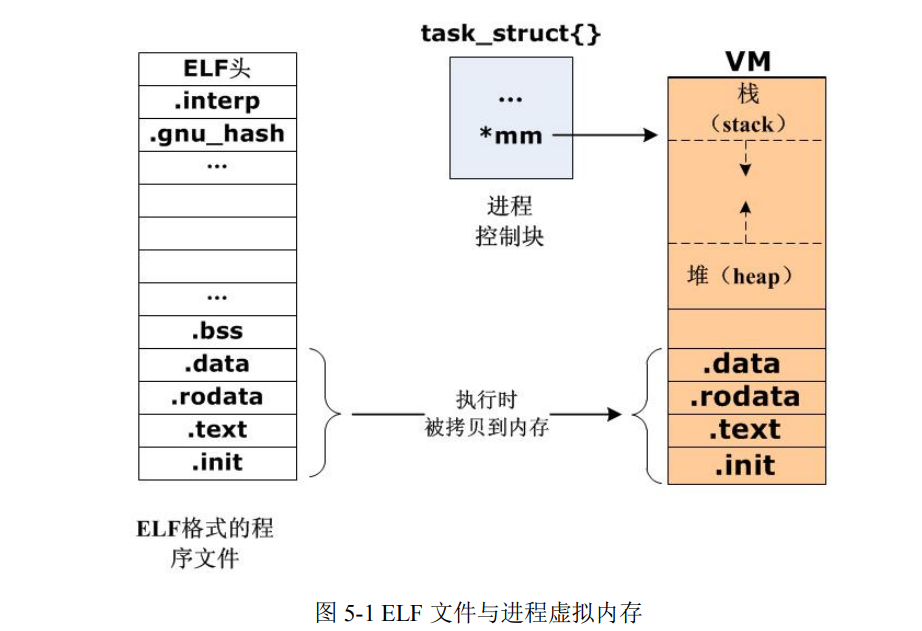 task_struct{}
ELF头
.interp
.gnu_hash
...
...
.bss
.data
.rodata
.text
.init
ELF格式的程
序文件
...
*mm
进程
控制块
执行时
被拷贝到内存
VM
栈
（stack）
堆（heap）
.data
.rodata
.text
.init
图 5-1 ELF 文件与进程虚拟内存